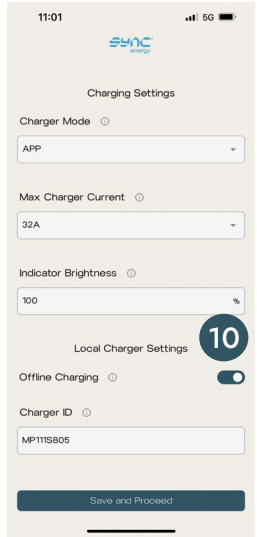 11:01 5G
sync
energy
Charging Settings
Charger Mode
APP
Max Charger Current
32A
Indicator Brightness
100 %
10
Local Charger Settings
Offline Charging
Charger ID
MP111S805
Save and Proceed